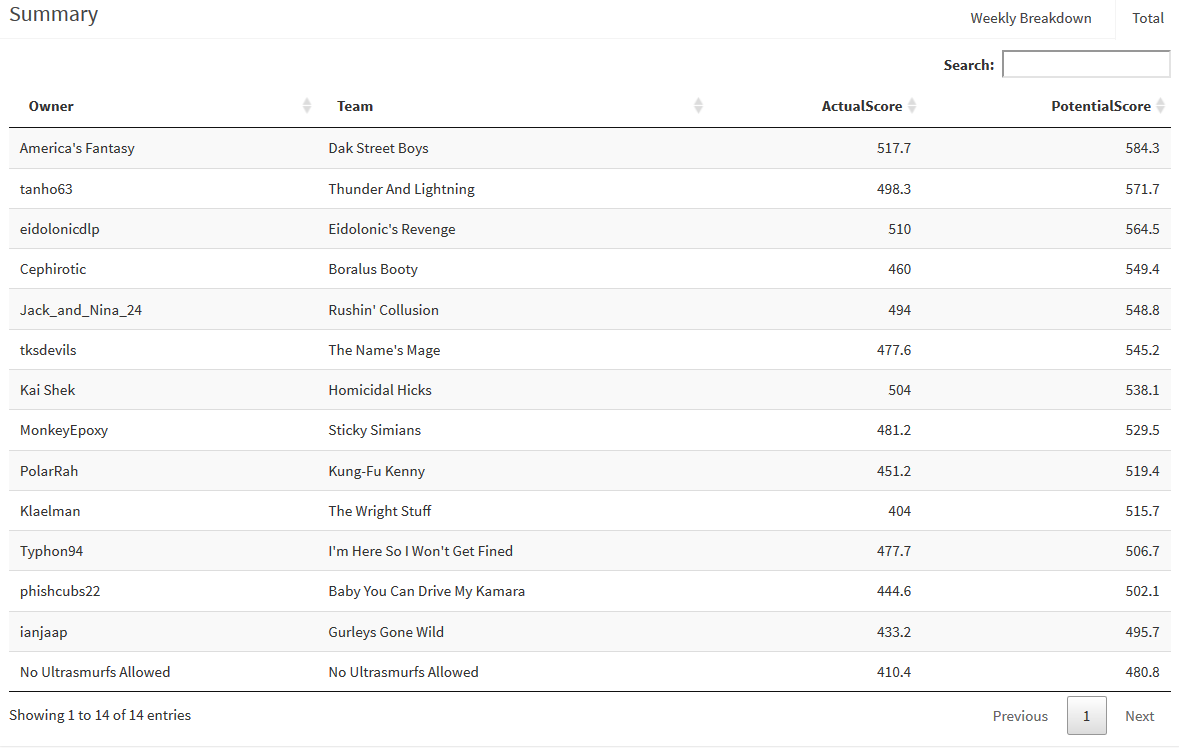 Summary Weekly Breakdown Total
Search:
Owner Team ActualScore PotentialScore
America's Fantasy Dak Street Boys 517.7 584.3
tanho63 Thunder And Lightning 498.3 571.7
eidolonicdlp Eidolonic's Revenge 510 564.5
Cephirotic Boralus Booty 460 549.4
Jack_and_Nina_24 Rushin' Collusion 494 548.8
tksdevils The Name's Mage 477.6 545.2
Kai Shek Homicidal Hicks 504 538.1
MonkeyEpoxy Sticky Simians 481.2 529.5
PolarRah Kung-Fu Kenny 451.2 519.4
Klaelman The Wright Stuff 404 515.7
Typhon94 I'm Here So I Won't Get Fined 477.7 506.7
phishcubs22 Baby You Can Drive My Kamara 444.6 502.1
ianjaap Gurleys Gone Wild 433.2 495.7
No Ultrasmurfs Allowed No Ultrasmurfs Allowed 410.4 480.8
Showing 1 to 14 of 14 entries Previous 1 Next